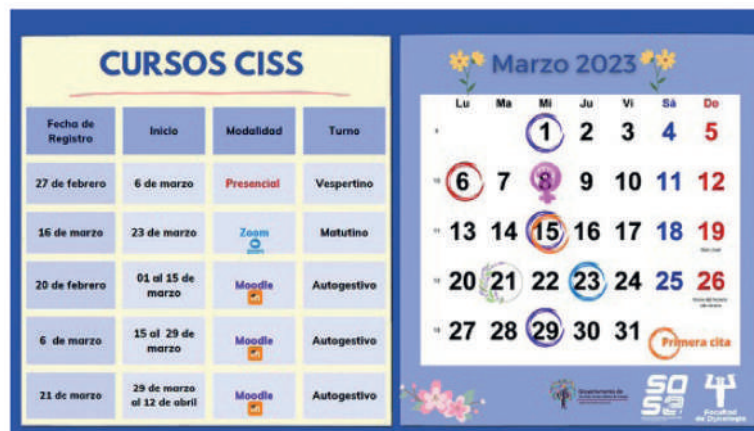 CURSOS CISS
Fecha de Registro Inicio Modalidad Turno
27 de febrero 6 de marzo Presencial Vespertino
16 de marzo 23 de marzo Zoom Matutino
20 de febrero 01 al 15 de marzo Moodle Autogestivo
6 de marzo 15 al 29 de marzo Moodle Autogestivo
21 de marzo 29 de marzo al 12 de abril Moodle Autogestivo
Marzo 2023
Lu Ma Mi Ju Vi Sá Do
1 2 3 4 5
6 7 8 9 10 11 12
13 14 15 16 17 18 19
20 21 22 23 24 25 26
27 28 29 30 31
Primera cita
Departamento de
Facultad
de Psicología